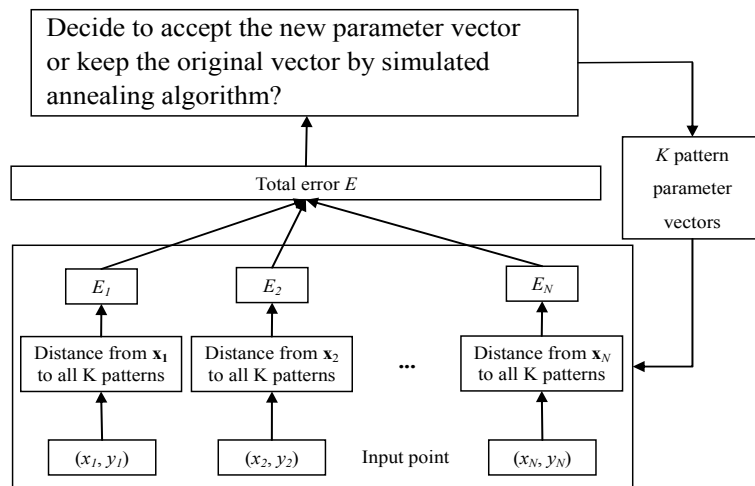 Decide to accept the new parameter vector
or keep the original vector by simulated
annealing algorithm?
K pattern
parameter
vectors
Total error E
E1
E2
EN
Distance from x1
to all K patterns
Distance from x2
to all K patterns
...
Distance from xN
to all K patterns
(x1, y1)
(x2, y2)
Input point
(xN, yN)